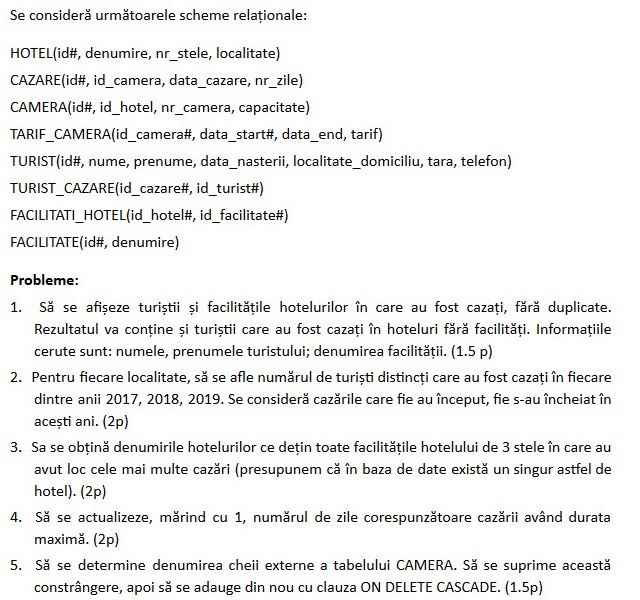 Se consideră următoarele scheme relaționale:
HOTEL(id#, denumire, nr_stele, localitate)
CAZARE(id#, id_camera, data_cazare, nr_zile)
CAMERA(id#, id_hotel, nr_camera, capacitate)
TARIF_CAMERA(id_camera#, data_start#, data_end, tarif)
TURIST(id#, nume, prenume, data_nasterii, localitate_domiciliu, tara, telefon)
TURIST_CAZARE(id_cazare#, id_turist#)
FACILITATI_HOTEL(id_hotel#, id_facilitate#)
FACILITATE(id#, denumire)
Probleme:
1. Să se afișeze turiștii și facilitățile hotelurilor în care au fost cazați, fără duplicate.
Rezultatul va conține și turiștii care au fost cazați în hoteluri fără facilități. Informațiile
cerute sunt: numele, prenumele turistului; denumirea facilității. (1.5 p)
2. Pentru fiecare localitate, să se afle numărul de turiști distincți care au fost cazați în fiecare
dintre anii 2017, 2018, 2019. Se consideră cazările care fie au început, fie s-au încheiat în
acești ani. (2p)
3. Sa se obțină denumirile hotelurilor ce dețin toate facilitățile hotelului de 3 stele în care au
avut loc cele mai multe cazări (presupunem că în baza de date există un singur astfel de
hotel). (2p)
4. Să se actualizeze, mărind cu 1, numărul de zile corespunzătoare cazării având durata
maximă. (2p)
5. Să se determine denumirea cheii externe a tabelului CAMERA. Să se suprime această
constrângere, apoi să se adauge din nou cu clauza ON DELETE CASCADE. (1.5p)